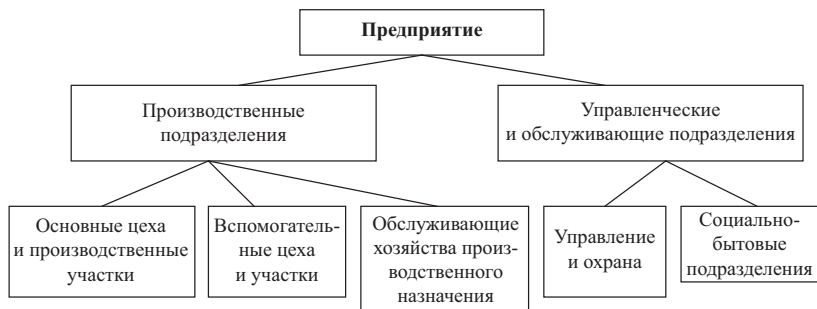 Предприятие
Производственные
подразделения
Управленческие
и обслуживающие подразделения
Основные цеха
и производственные
участки
Вспомогатель-
ные цеха
и участки
Обслуживающие
хозяйства произ-
водственного
назначения
Управление
и охрана
Социально-
бытовые
подразделения